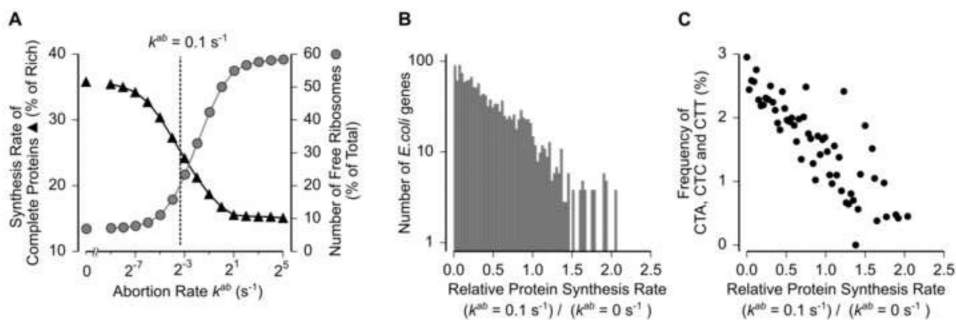 A
k^ab = 0.1 s^-1
Synthesis Rate of
Complete Proteins ▲ (% of Rich)
40
30
20
10
0 2^-7 2^-3 2^1 2^5
Abortion Rate k^ab (s^-1)
60
50
40
30
20
10
0
Number of Free Ribosomes
(% of Total)
B
Number of E.coli genes
100
10
1
0.0 0.5 1.0 1.5 2.0 2.5
Relative Protein Synthesis Rate
(k^ab = 0.1 s^-1) / (k^ab = 0 s^-1)
C
Frequency of
CTA, CTC and CTT (%)
3
2
1
0
0.0 0.5 1.0 1.5 2.0 2.5
Relative Protein Synthesis Rate
(k^ab = 0.1 s^-1) / (k^ab = 0 s^-1)